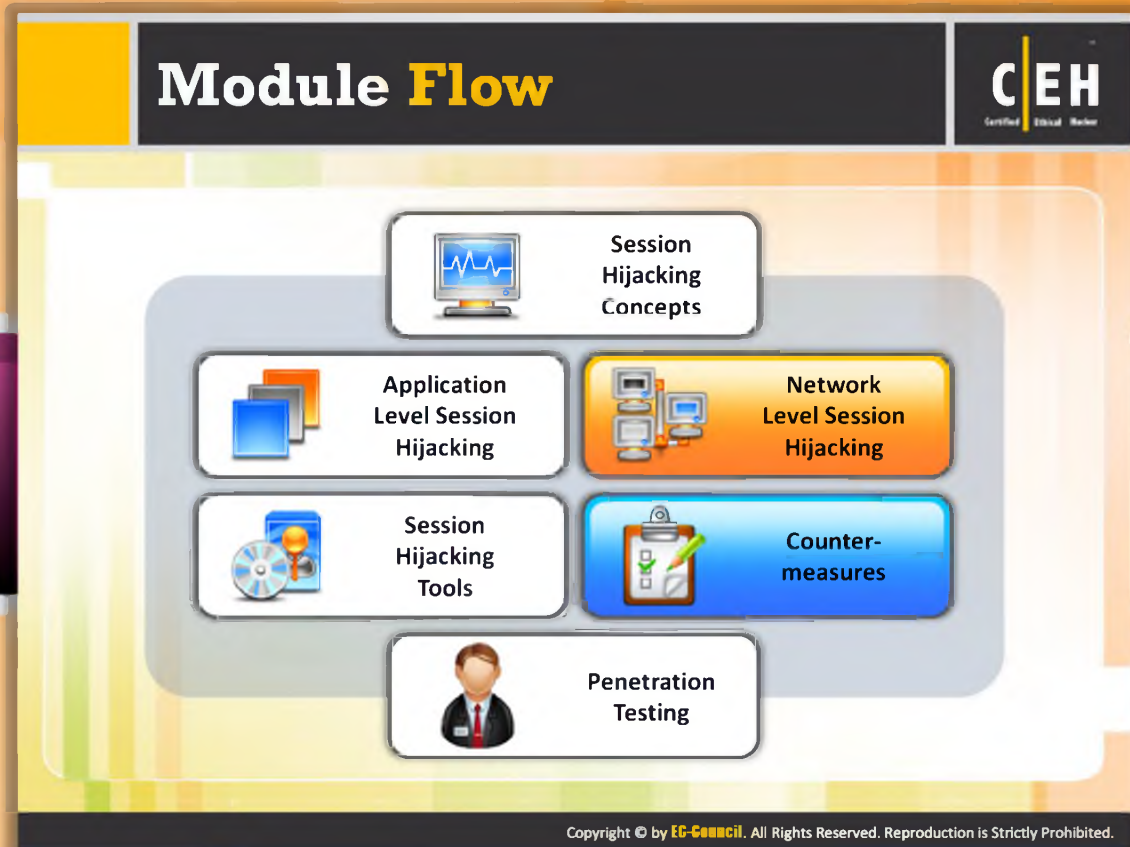 Module Flow
C|EH
Certified Ethical Hacker
Session
Hijacking
Concepts
Application
Level Session
Hijacking
Network
Level Session
Hijacking
Session
Hijacking
Tools
Counter-
measures
Penetration
Testing
Copyright © by EC-Council. All Rights Reserved. Reproduction is Strictly Prohibited.